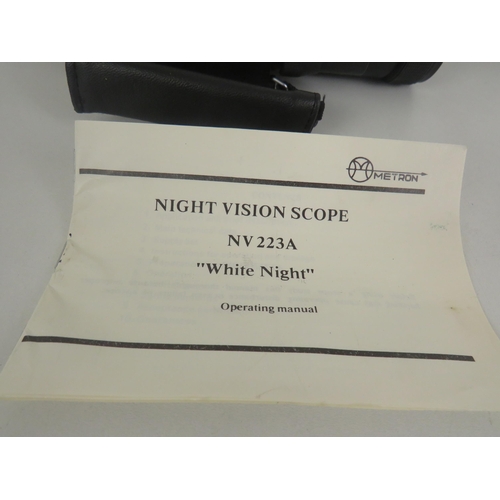 METRON
NIGHT VISION SCOPE
NV 223A
"White Night"
Operating manual